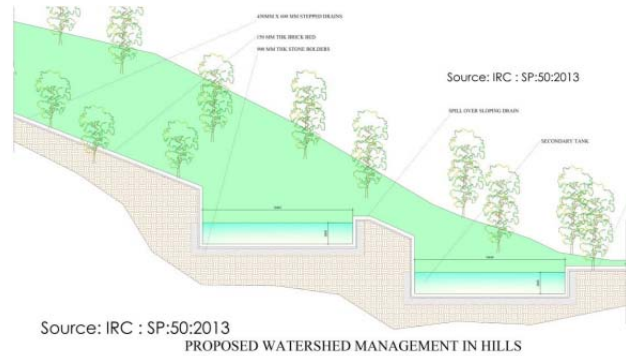 450MM X 600 MM STEPPED DRAINS
150 MM THK BRICK BED
300 MM THK STONE BOLDERS
Source: IRC : SP:50:2013
SPILL OVER SLOPING DRAIN
SECONDARY TANK
Source: IRC : SP:50:2013
PROPOSED WATERSHED MANAGEMENT IN HILLS